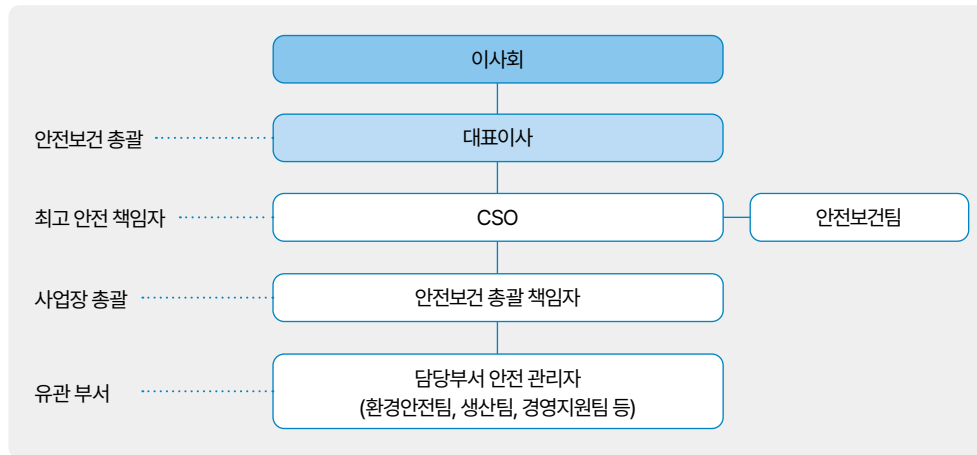 이사회
안전보건 총괄
대표이사
최고 안전 책임자
CSO
안전보건팀
사업장 총괄
안전보건 총괄 책임자
유관 부서
담당부서 안전 관리자
(환경안전팀, 생산팀, 경영지원팀 등)